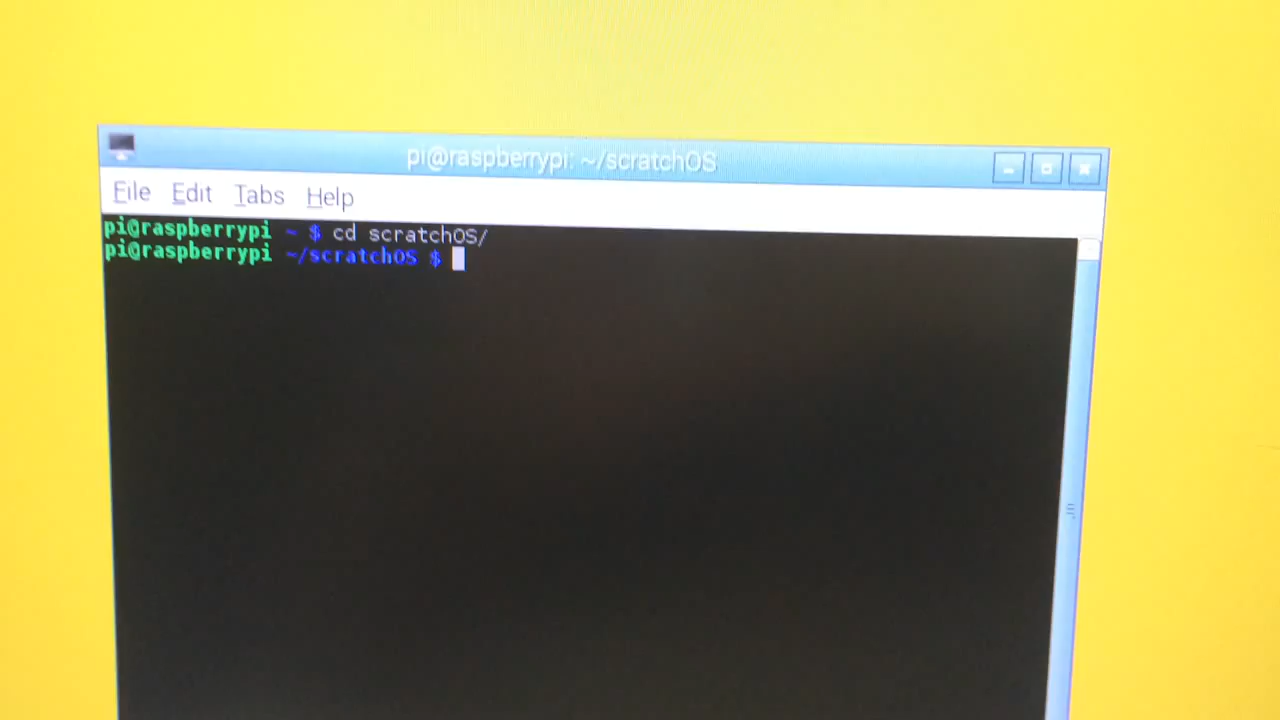 pi@raspberrypi: ~/scratchOS
File Edit Tabs Help
pi@raspberrypi ~ $ cd scratchOS/
pi@raspberrypi ~/scratchOS $